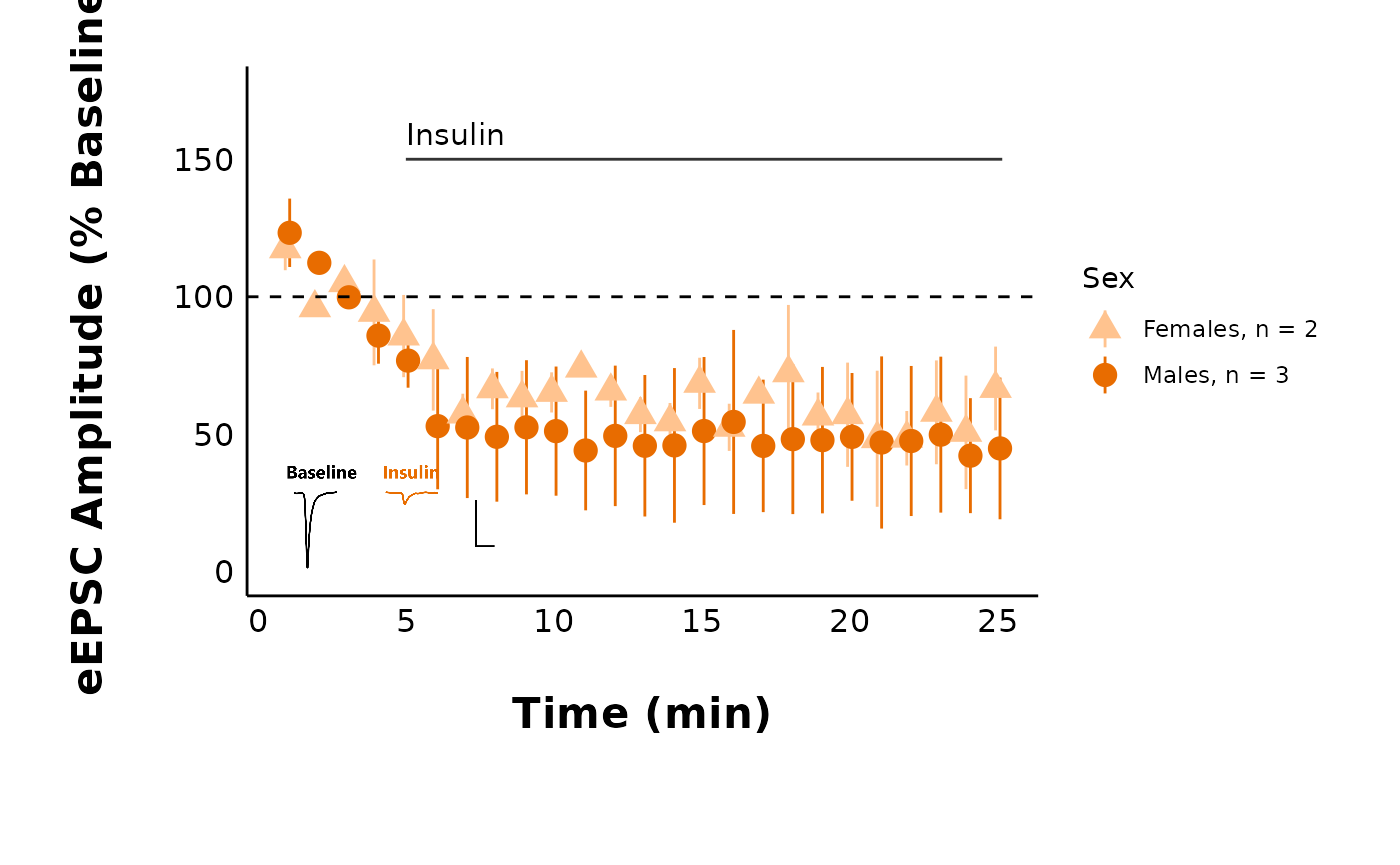 eEPSC Amplitude (% Baseline
150
100
50
0
Insulin
Baseline
Insulin
0 5 10 15 20 25
Time (min)
Sex
Females, n = 2
Males, n = 3